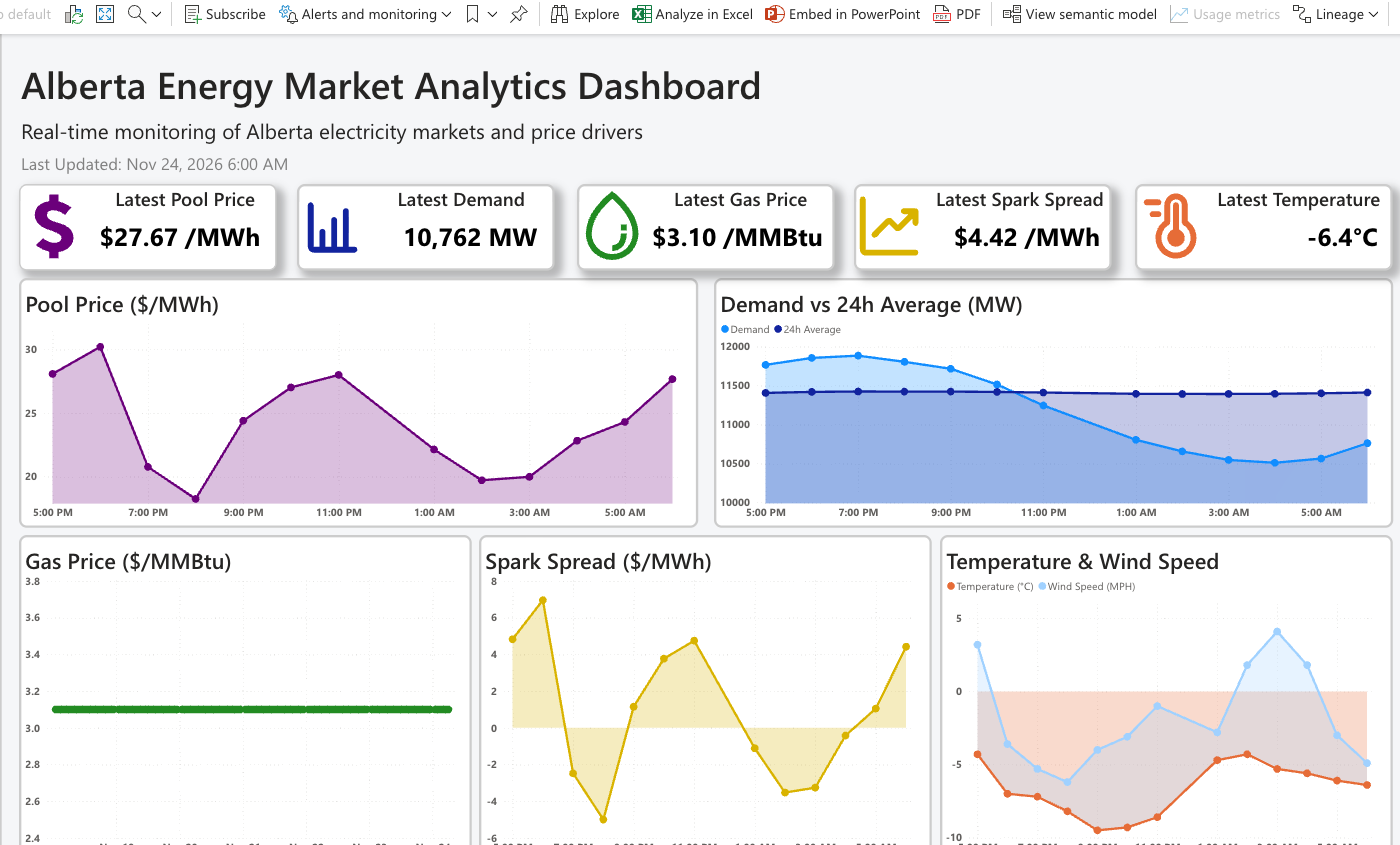 default
Subscribe
Alerts and monitoring
Explore
Analyze in Excel
Embed in PowerPoint
PDF
View semantic model
Usage metrics
Lineage
Alberta Energy Market Analytics Dashboard
Real-time monitoring of Alberta electricity markets and price drivers
Last Updated: Nov 24, 2026 6:00 AM
Latest Pool Price
$27.67 /MWh
Latest Demand
10,762 MW
Latest Gas Price
$3.10 /MMBtu
Latest Spark Spread
$4.42 /MWh
Latest Temperature
-6.4°C
Pool Price ($/MWh)
30
25
20
5:00 PM 7:00 PM 9:00 PM 11:00 PM 1:00 AM 3:00 AM 5:00 AM
Demand vs 24h Average (MW)
Demand 24h Average
12000
11500
11000
10500
10000
5:00 PM 7:00 PM 9:00 PM 11:00 PM 1:00 AM 3:00 AM 5:00 AM
Gas Price ($/MMBtu)
3.8
3.6
3.4
3.2
3.0
2.8
2.6
2.4
Spark Spread ($/MWh)
8
6
4
2
0
-2
-4
-6
Temperature & Wind Speed
Temperature (°C) Wind Speed (MPH)
5
0
-5
-10